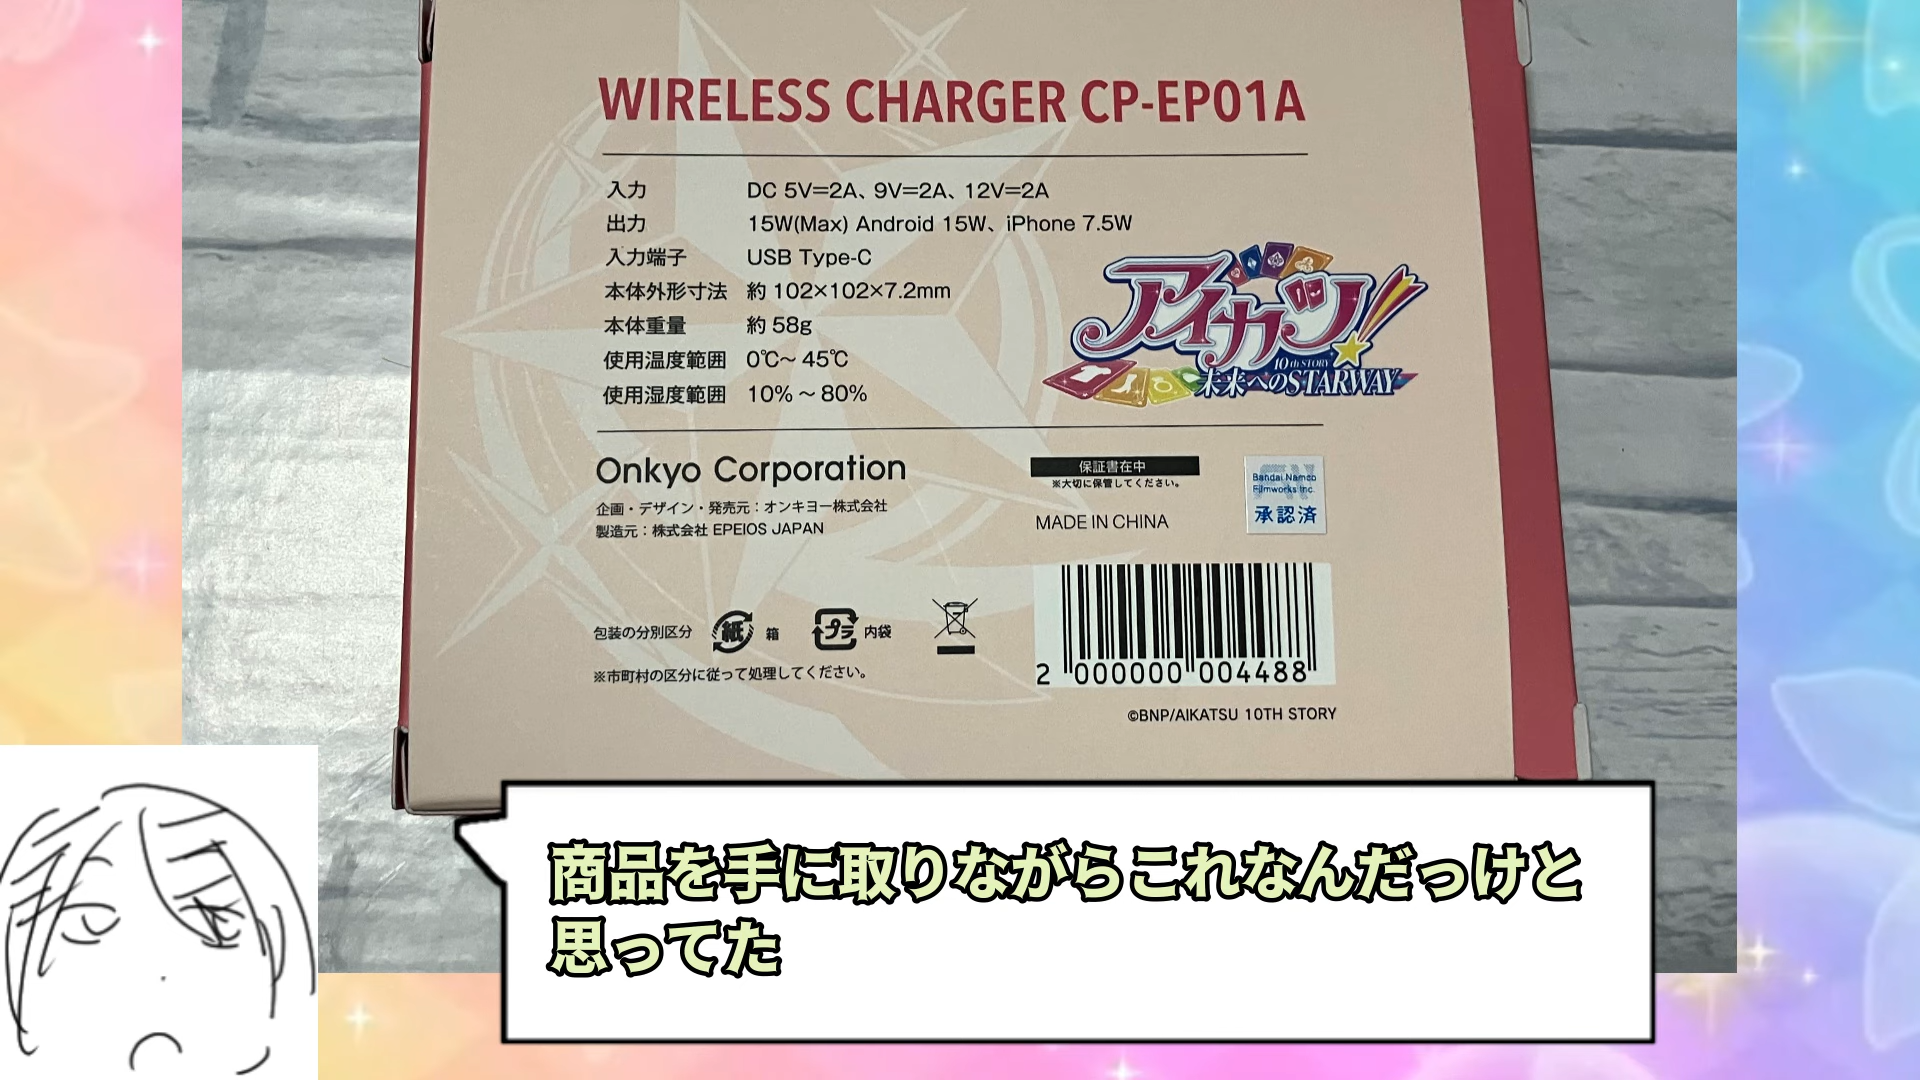 WIRELESS CHARGER CP-EP01A
入力 DC 5V=2A、9V=2A、12V=2A
出力 15W(Max) Android 15W、iPhone 7.5W
入力端子 USB Type-C
本体外形寸法 約 102×102×7.2mm
本体重量 約 58g
使用温度範囲 0℃～45℃
使用湿度範囲 10%～80%
アイカツ!
10th STORY
未来へのSTARWAY
Onkyo Corporation
企画・デザイン・発売元：オンキヨー株式会社
製造元：株式会社 EPEIOS JAPAN
保証書在中
※大切に保管してください。
MADE IN CHINA
Bandai Namco
Filmworks Inc.
承認済
包装の分別区分 紙 箱 プラ 内袋
※市町村の区分に従って処理してください。
2 000000 004488
©BNP/AIKATSU 10TH STORY
商品を手に取りながらこれなんだっけと
思ってた